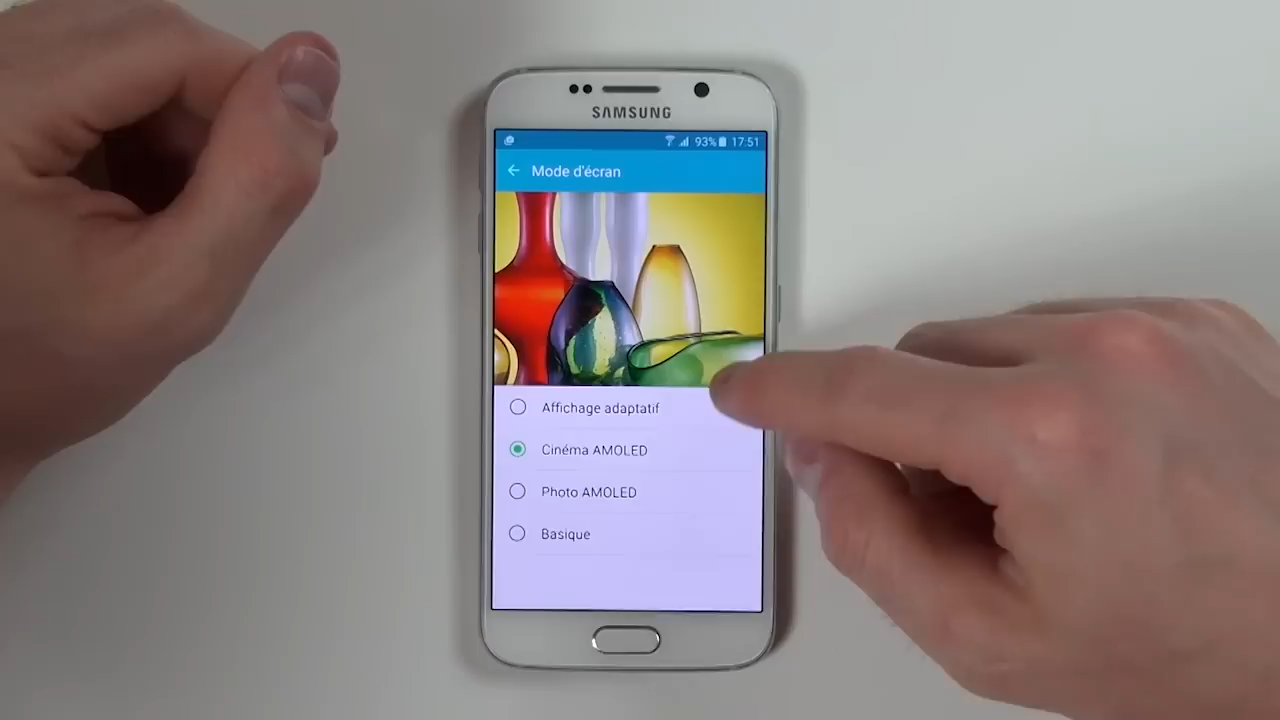 SAMSUNG
93% 17:51
Mode d'écran
Affichage adaptatif
Cinéma AMOLED
Photo AMOLED
Basique